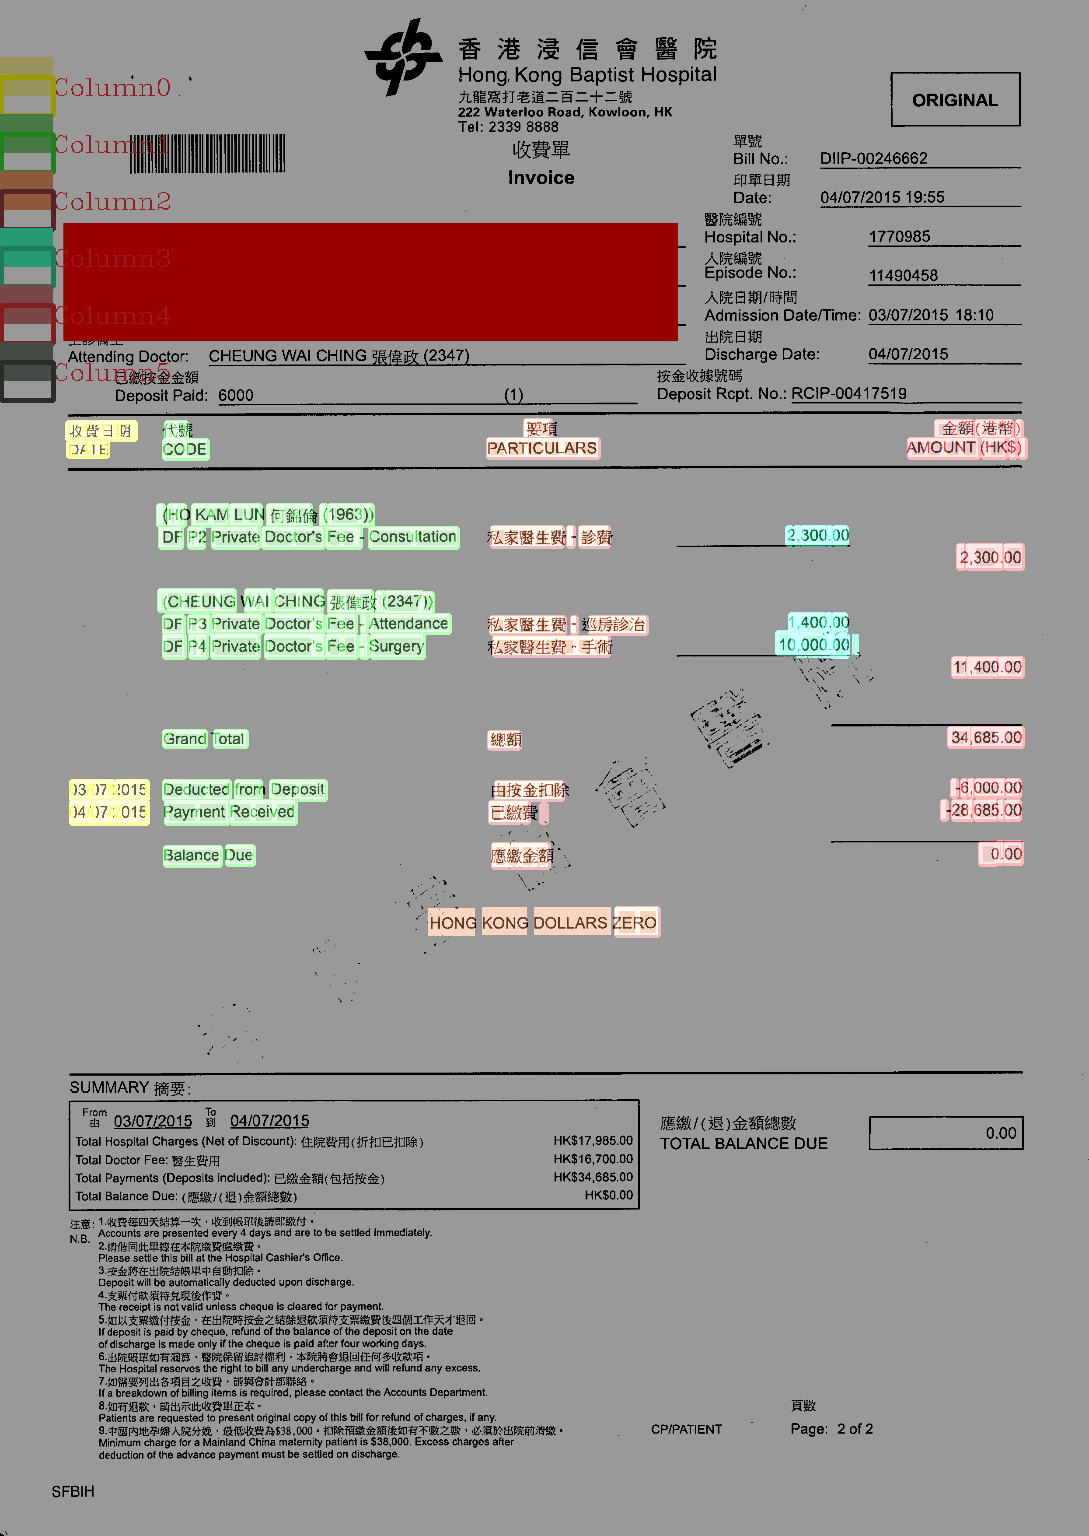 香港浸信會醫院
Hong Kong Baptist Hospital
九龍窩打老道二百二十二號
222 Waterloo Road, Kowloon, HK
Tel: 2339 8888
收費單
Invoice
ORIGINAL
Column0
Column1
Column2
Column3
Column4
Column5
單號
Bill No.: DIIP-00246662
印單日期
Date: 04/07/2015 19:55
醫院編號
Hospital No.: 1770985
入院編號
Episode No.: 11490458
入院日期/時間
Admission Date/Time: 03/07/2015 18:10
出院日期
Discharge Date: 04/07/2015
Attending Doctor: CHEUNG WAI CHING 張偉政 (2347)
已繳按金金額
Deposit Paid: 6000 (1)
按金收據號碼
Deposit Rcpt. No.: RCIP-00417519
收費日期 代號 要項 金額(港幣)
DATE CODE PARTICULARS AMOUNT (HK$)
(HO KAM LUN 何錦倫 (1963))
DF P2 Private Doctor's Fee - Consultation 私家醫生費 - 診費 2,300.00
2,300.00
(CHEUNG WAI CHING 張偉政 (2347))
DF P3 Private Doctor's Fee - Attendance 私家醫生費 - 巡房診治 1,400.00
DF P4 Private Doctor's Fee - Surgery 私家醫生費 - 手術 10,000.00
11,400.00
Grand Total 總額 34,685.00
03/07/2015 Deducted from Deposit 由按金扣除 -6,000.00
04/07/2015 Payment Received 已繳費 -28,685.00
Balance Due 應繳金額 0.00
HONG KONG DOLLARS ZERO
SUMMARY 摘要:
From To
由 03/07/2015 到 04/07/2015
Total Hospital Charges (Net of Discount): 住院費用(折扣已扣除) HK$17,985.00
Total Doctor Fee: 醫生費用 HK$16,700.00
Total Payments (Deposits included): 已繳金額(包括按金) HK$34,685.00
Total Balance Due: (應繳/(退)金額總數) HK$0.00
應繳/(退)金額總數
TOTAL BALANCE DUE 0.00
注意: 1.收費每四天結算一次，收到帳單後請即繳付。
N.B. Accounts are presented every 4 days and are to be settled immediately.
2.請偕同此單據在本院繳費處繳費。
Please settle this bill at the Hospital Cashier's Office.
3.按金將在出院結帳單中自動扣除。
Deposit will be automatically deducted upon discharge.
4.支票付款須待兌現後作實。
The receipt is not valid unless cheque is cleared for payment.
5.如以支票繳付按金，在出院時按金之結餘退款須待支票繳費後四個工作天才退回。
If deposit is paid by cheque, refund of the balance of the deposit on the date
of discharge is made only if the cheque is paid after four working days.
6.出院賬單如有漏算，醫院保留追討權利，本院將會退回任何多收款項。
The Hospital reserves the right to bill any undercharge and will refund any excess.
7.如需要列出各項目之收費，請與會計部聯絡。
If a breakdown of billing items is required, please contact the Accounts Department.
8.如有退款，請出示此收費單正本。
Patients are requested to present original copy of this bill for refund of charges, if any.
9.中國內地孕婦入院分娩，最低收費為$38,000，扣除預繳金額後如有不敷之數，必須於出院前清繳。
Minimum charge for a Mainland China maternity patient is $38,000. Excess charges after
deduction of the advance payment must be settled on discharge.
CP/PATIENT
頁數
Page: 2 of 2
SFBIH